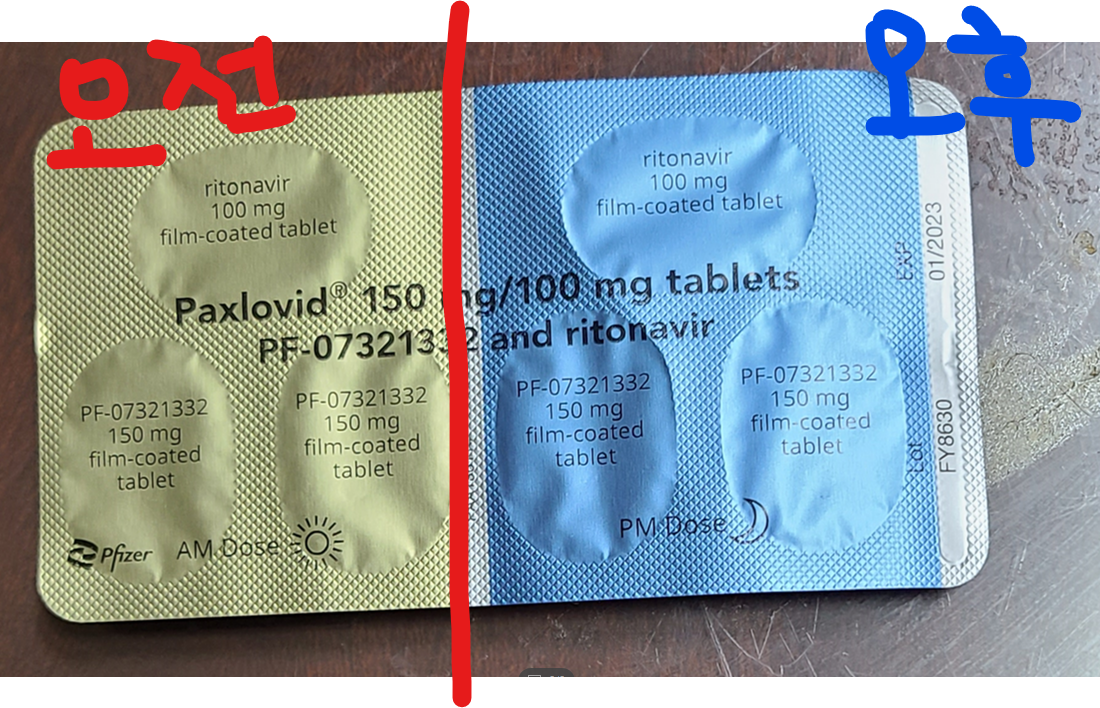 오전
오후
ritonavir
100 mg
film-coated tablet
ritonavir
100 mg
film-coated tablet
Paxlovid® 150 mg/100 mg tablets
PF-07321332 and ritonavir
PF-07321332
150 mg
film-coated
tablet
PF-07321332
150 mg
film-coated
tablet
PF-07321332
150 mg
film-coated
tablet
PF-07321332
150 mg
film-coated
tablet
Pfizer AM Dose
PM Dose
EXP 01/2023
Lot FY8630